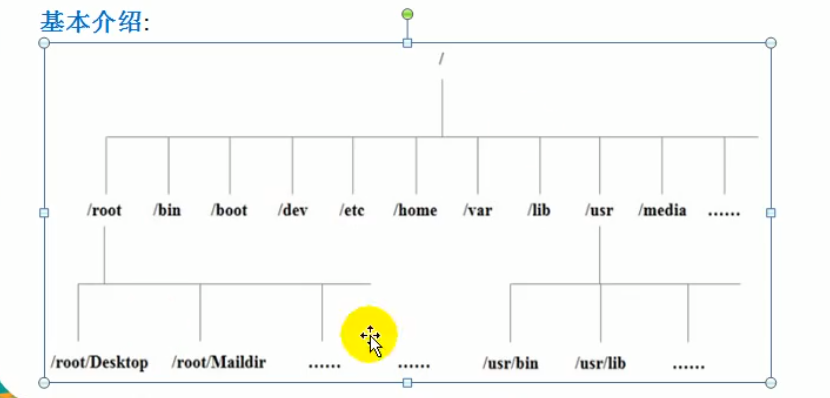 基本介绍:
/
/root /bin /boot /dev /etc /home /var /lib /usr /media ……
/root/Desktop /root/Maildir …… …… /usr/bin /usr/lib ……